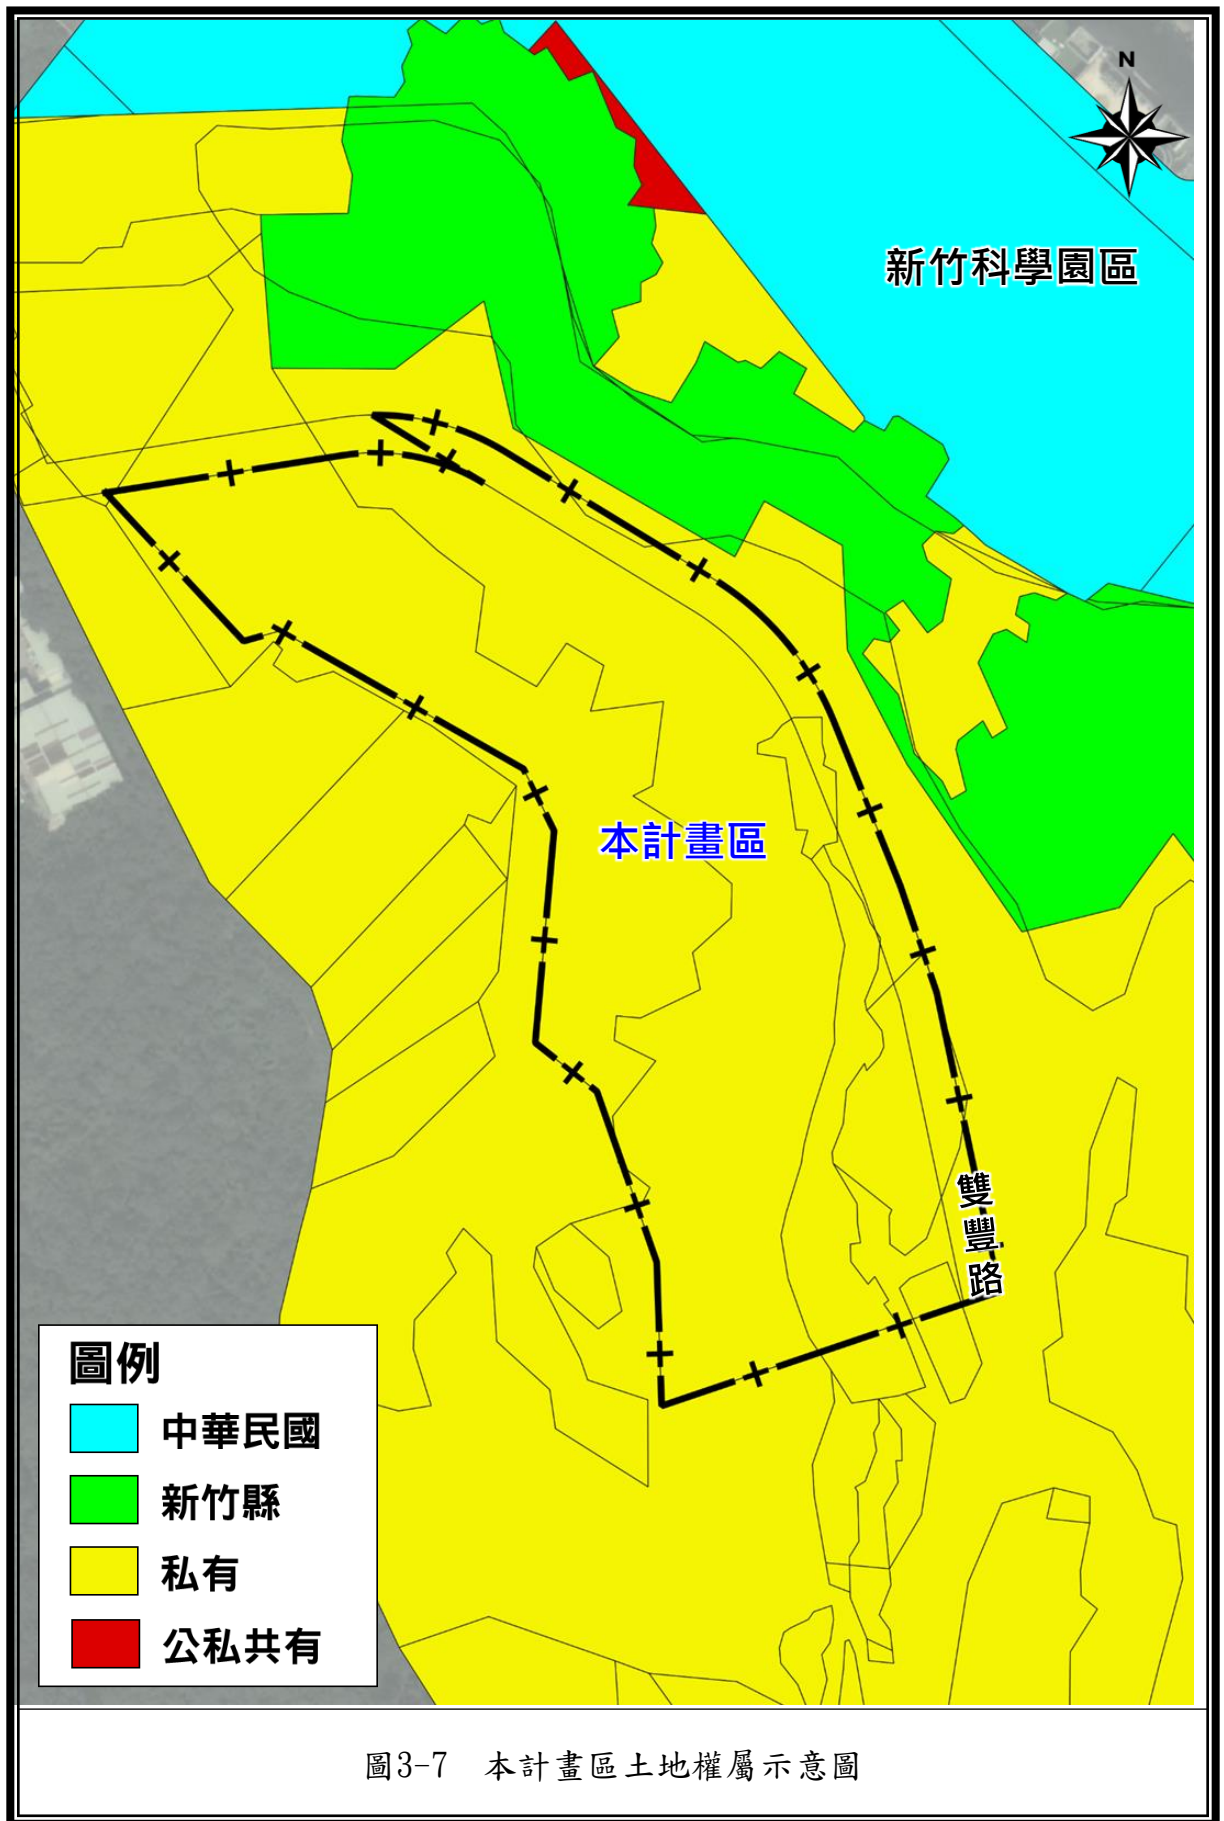 N
新竹科學園區
本計畫區
雙豐路
圖例
中華民國
新竹縣
私有
公私共有
圖3-7 本計畫區土地權屬示意圖